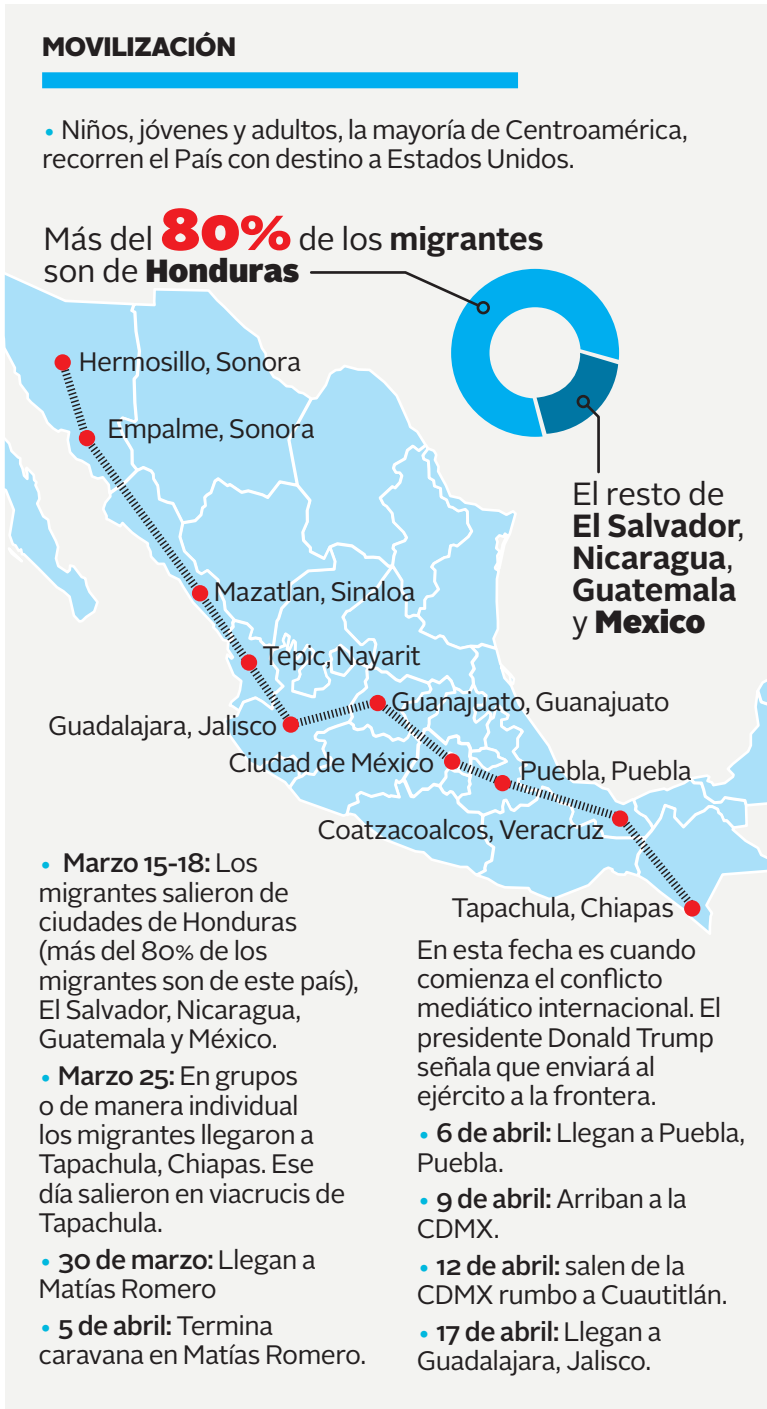 MOVILIZACIÓN
• Niños, jóvenes y adultos, la mayoría de Centroamérica,
recorren el País con destino a Estados Unidos.
Más del 80% de los migrantes
son de Honduras
Hermosillo, Sonora
Empalme, Sonora
El resto de
El Salvador,
Nicaragua,
Guatemala
y Mexico
Mazatlan, Sinaloa
Tepic, Nayarit
Guanajuato, Guanajuato
Guadalajara, Jalisco
Ciudad de México
Puebla, Puebla
Coatzacoalcos, Veracruz
Tapachula, Chiapas
• Marzo 15-18: Los
migrantes salieron de
ciudades de Honduras
(más del 80% de los
migrantes son de este país),
El Salvador, Nicaragua,
Guatemala y México.
• Marzo 25: En grupos
o de manera individual
los migrantes llegaron a
Tapachula, Chiapas. Ese
día salieron en viacrucis de
Tapachula.
• 30 de marzo: Llegan a
Matías Romero
• 5 de abril: Termina
caravana en Matías Romero.
En esta fecha es cuando
comienza el conflicto
mediático internacional. El
presidente Donald Trump
señala que enviará al
ejército a la frontera.
• 6 de abril: Llegan a Puebla,
Puebla.
• 9 de abril: Arriban a la
CDMX.
• 12 de abril: salen de la
CDMX rumbo a Cuautitlán.
• 17 de abril: Llegan a
Guadalajara, Jalisco.